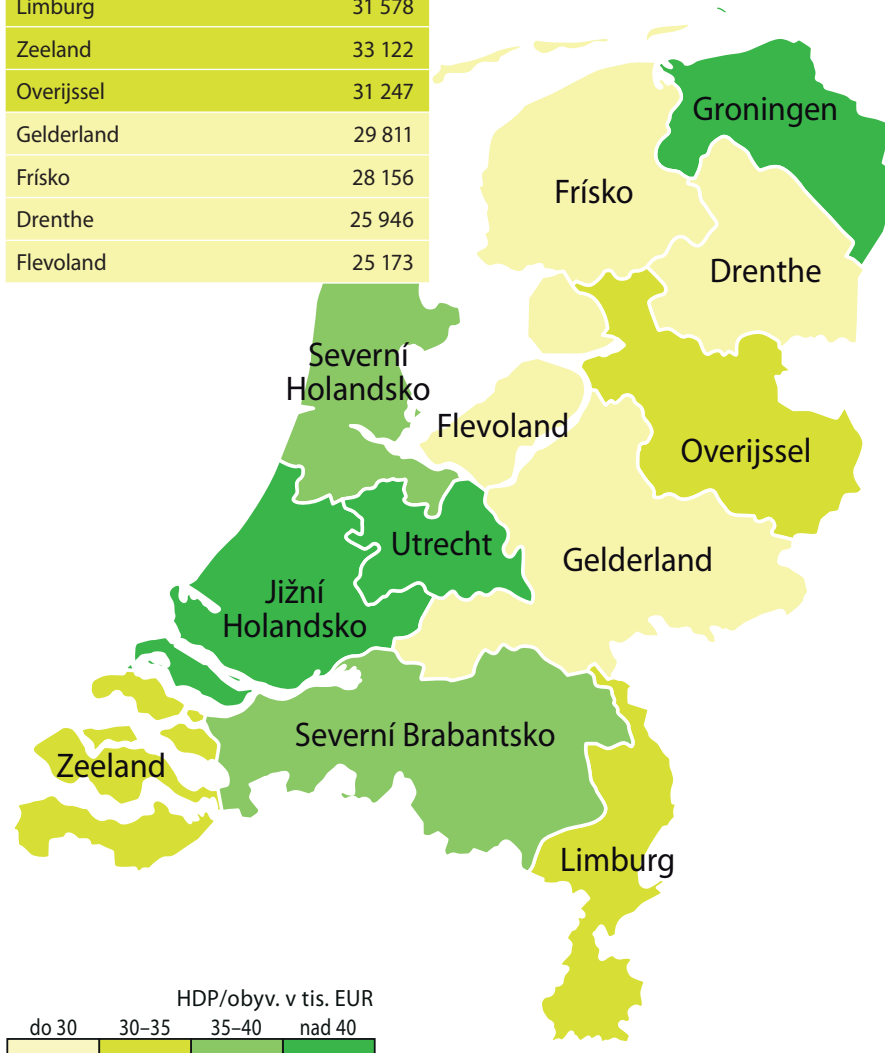 Limburg 31 578
Zeeland 33 122
Overijssel 31 247
Gelderland 29 811
Frísko 28 156
Drenthe 25 946
Flevoland 25 173
Groningen
Frísko
Drenthe
Severní
Holandsko
Flevoland
Overijssel
Utrecht
Gelderland
Jižní
Holandsko
Severní Brabantsko
Zeeland
Limburg
HDP/obyv. v tis. EUR
do 30 30–35 35–40 nad 40